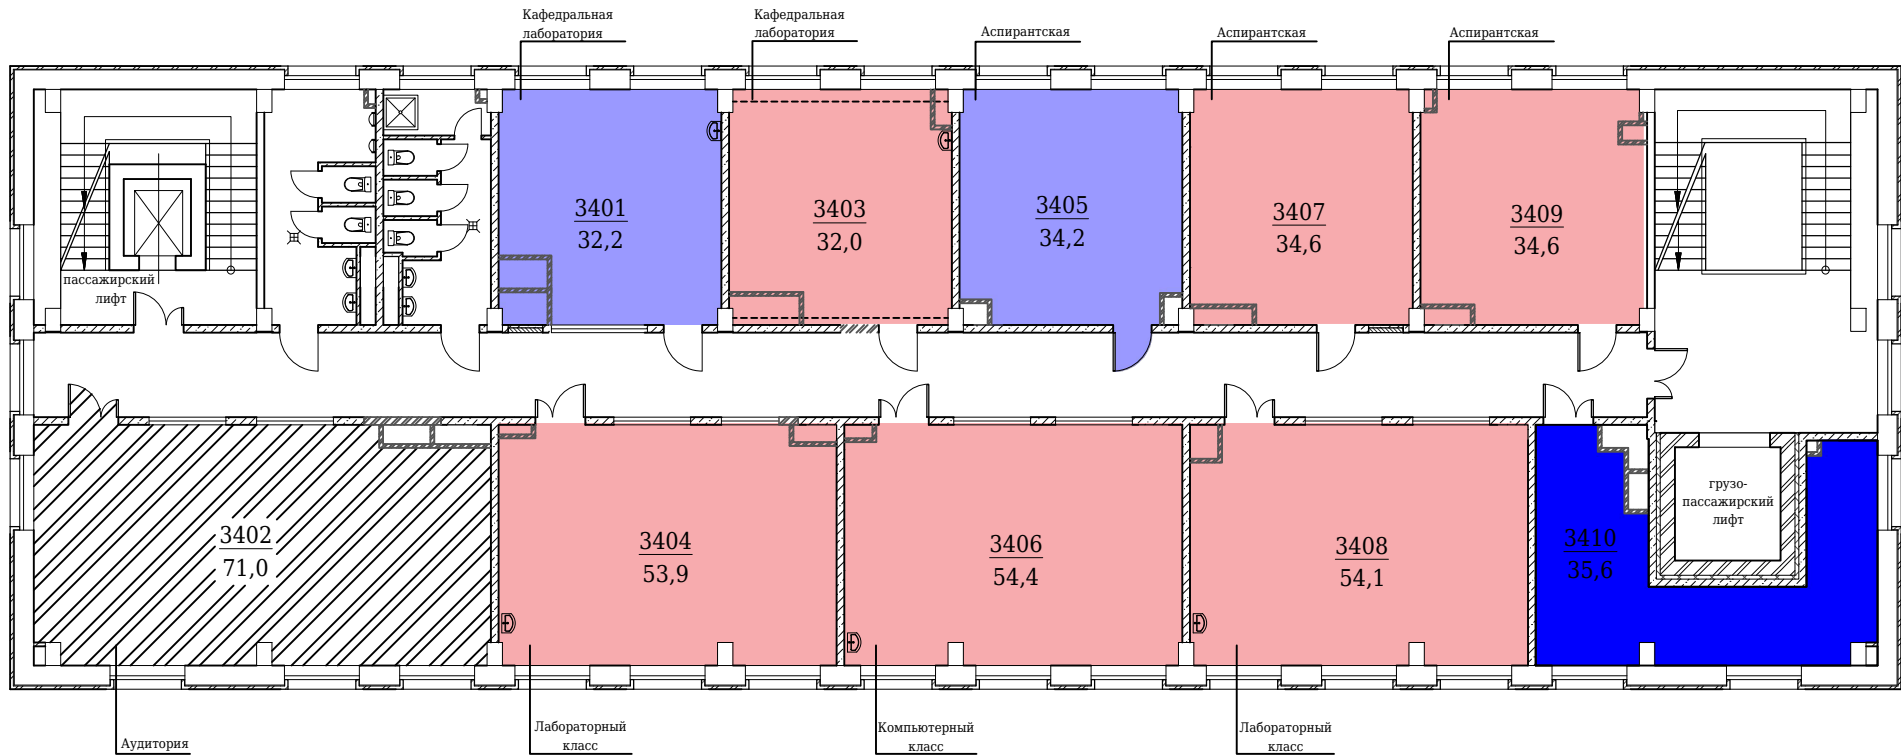 Кафедральная
лаборатория
Кафедральная
лаборатория
Аспирантская
Аспирантская
Аспирантская
3401
32,2
3403
32,0
3405
34,2
3407
34,6
3409
34,6
пассажирский
лифт
3402
71,0
3404
53,9
3406
54,4
3408
54,1
3410
35,6
грузо-
пассажирский
лифт
Аудитория
Лабораторный
класс
Компьютерный
класс
Лабораторный
класс